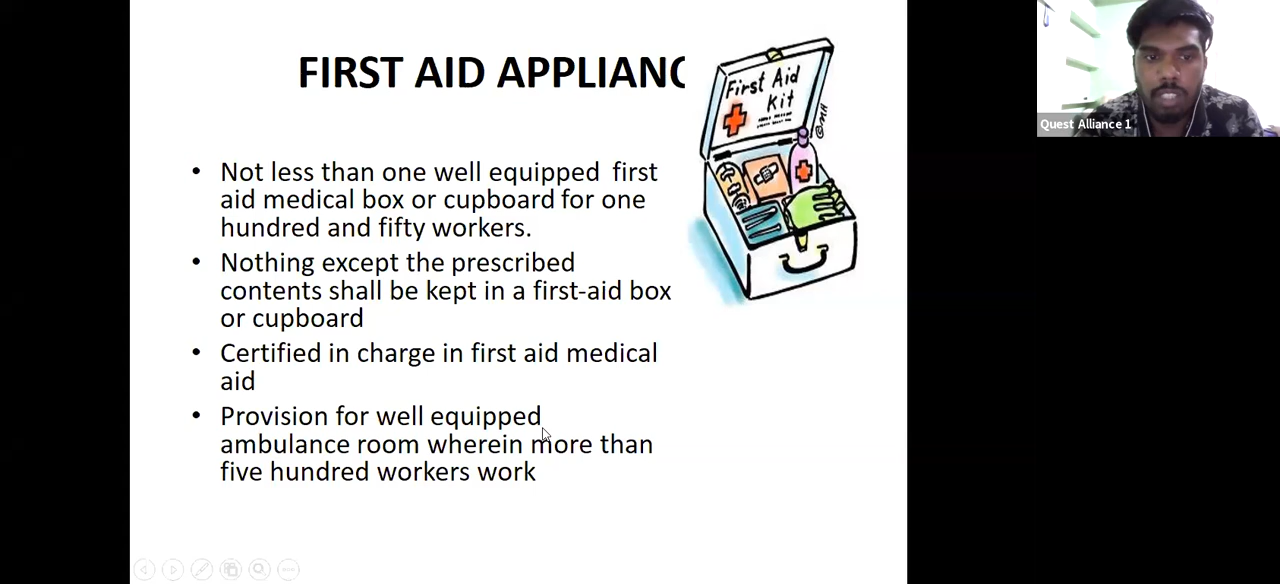 FIRST AID APPLIANC
First Aid
Kit
• Not less than one well equipped first
aid medical box or cupboard for one
hundred and fifty workers.
• Nothing except the prescribed
contents shall be kept in a first-aid box
or cupboard
• Certified in charge in first aid medical
aid
• Provision for well equipped
ambulance room wherein more than
five hundred workers work
Quest Alliance 1